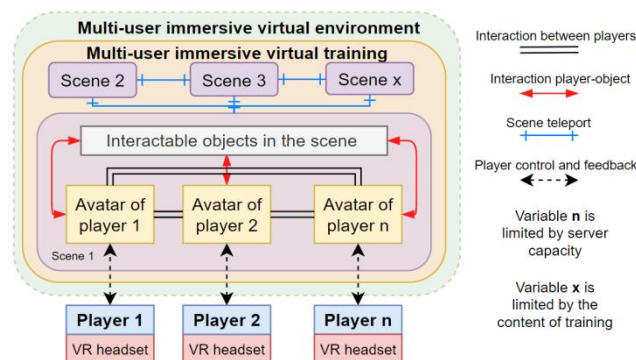 Multi-user immersive virtual environment
Multi-user immersive virtual training
Scene 2
Scene 3
Scene x
Interactable objects in the scene
Avatar of
player 1
Avatar of
player 2
Avatar of
player n
Scene 1
Player 1
VR headset
Player 2
VR headset
Player n
VR headset
Interaction between players
Interaction player-object
Scene teleport
Player control and feedback
Variable n is
limited by server
capacity
Variable x is
limited by the
content of training